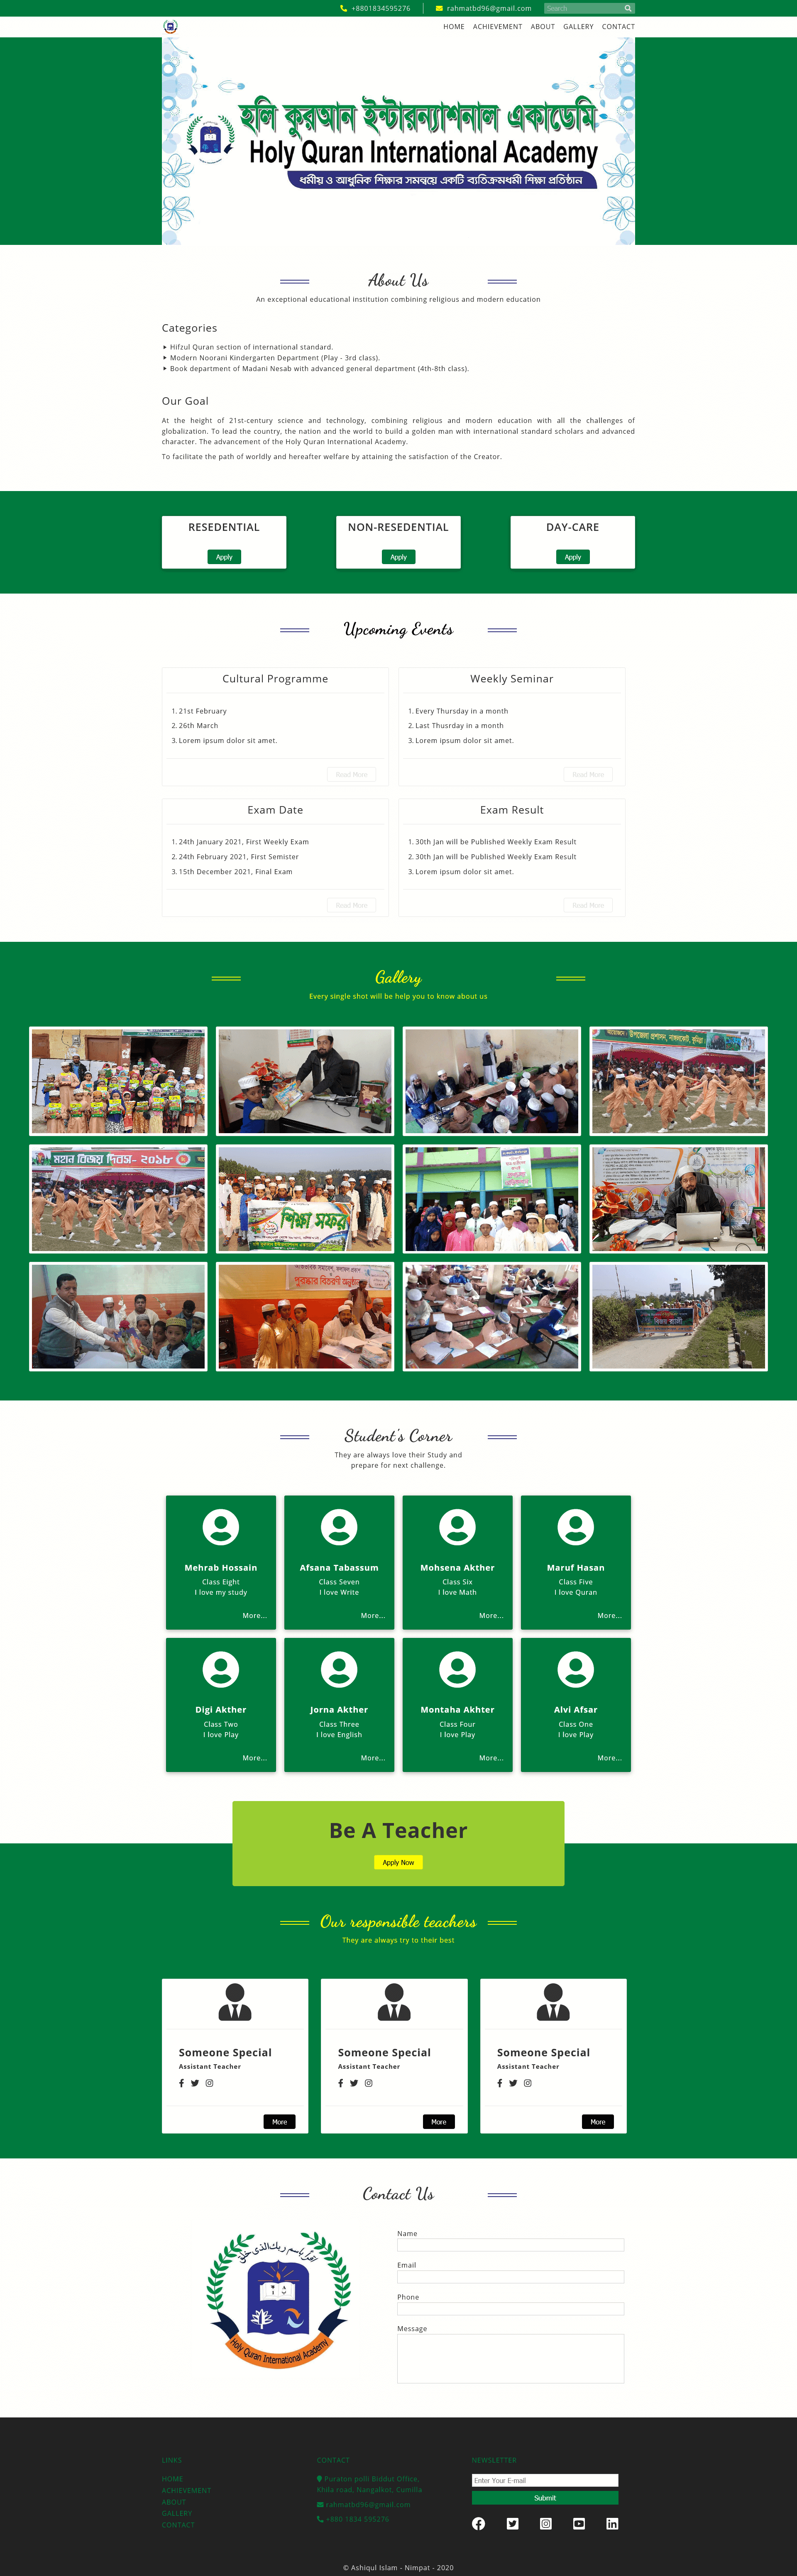 +8801834595276
rahmatbd96@gmail.com
Search
HOME ACHIEVEMENT ABOUT GALLERY CONTACT
হলি কুরআন ইন্টারন্যাশনাল একাডেমি
Holy Quran International Academy
ধর্মীয় ও আধুনিক শিক্ষার সমন্বয়ে একটি ব্যতিক্রমধর্মী শিক্ষা প্রতিষ্ঠান
About Us
An exceptional educational institution combining religious and modern education
Categories
Hifzul Quran section of international standard.
Modern Noorani Kindergarten Department (Play - 3rd class).
Book department of Madani Nesab with advanced general department (4th-8th class).
Our Goal
At the height of 21st-century science and technology, combining religious and modern education with all the challenges of
globalization. To lead the country, the nation and the world to build a golden man with international standard scholars and advanced
character. The advancement of the Holy Quran International Academy.
To facilitate the path of worldly and hereafter welfare by attaining the satisfaction of the Creator.
RESEDENTIAL
Apply
NON-RESEDENTIAL
Apply
DAY-CARE
Apply
Upcoming Events
Cultural Programme
1. 21st February
2. 26th March
3. Lorem ipsum dolor sit amet.
Read More
Weekly Seminar
1. Every Thursday in a month
2. Last Thusrday in a month
3. Lorem ipsum dolor sit amet.
Read More
Exam Date
1. 24th January 2021, First Weekly Exam
2. 24th February 2021, First Semister
3. 15th December 2021, Final Exam
Read More
Exam Result
1. 30th Jan will be Published Weekly Exam Result
2. 30th Jan will be Published Weekly Exam Result
3. Lorem ipsum dolor sit amet.
Read More
Gallery
Every single shot will be help you to know about us
মহান বিজয় দিবস- ২০১৮
শিক্ষা সফর
Student's Corner
They are always love their Study and
prepare for next challenge.
Mehrab Hossain
Class Eight
I love my study
More...
Afsana Tabassum
Class Seven
I love Write
More...
Mohsena Akther
Class Six
I love Math
More...
Maruf Hasan
Class Five
I love Quran
More...
Digi Akther
Class Two
I love Play
More...
Jorna Akther
Class Three
I love English
More...
Montaha Akhter
Class Four
I love Play
More...
Alvi Afsar
Class One
I love Play
More...
Be A Teacher
Apply Now
Our responsible teachers
They are always try to their best
Someone Special
Assistant Teacher
More
Someone Special
Assistant Teacher
More
Someone Special
Assistant Teacher
More
Contact Us
Holy Quran International Academy
Name
Email
Phone
Message
LINKS
HOME
ACHIEVEMENT
ABOUT
GALLERY
CONTACT
CONTACT
Puraton polli Biddut Office,
Khila road, Nangalkot, Cumilla
rahmatbd96@gmail.com
+880 1834 595276
NEWSLETTER
Enter Your E-mail
Submit
© Ashiqul Islam - Nimpat - 2020